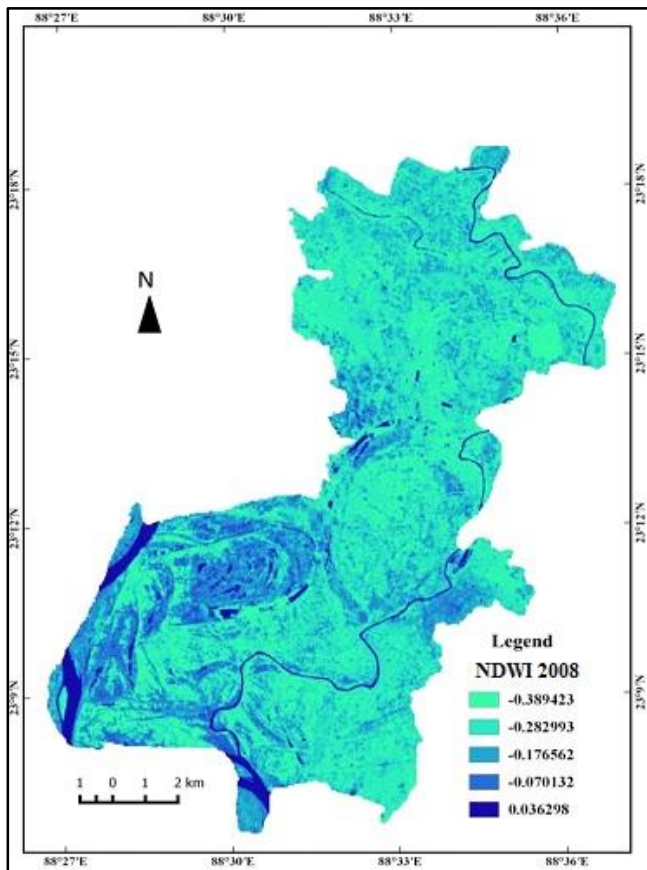 88°27'E 88°30'E 88°33'E 88°36'E
23°18'N 23°18'N
N
23°15'N 23°15'N
23°12'N 23°12'N
Legend
NDWI 2008
-0.389423
-0.282993
-0.176562
-0.070132
0.036298
23°9'N 23°9'N
1 0 1 2 km
88°27'E 88°30'E 88°33'E 88°36'E